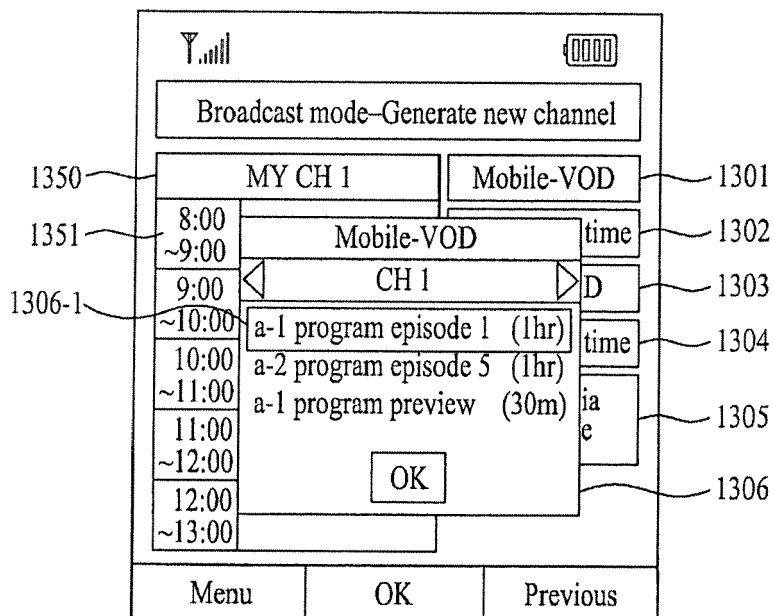 Broadcast mode–Generate new channel
1350
MY CH 1
Mobile-VOD
1301
1351
8:00
~9:00
Mobile-VOD
time
1302
9:00
~10:00
CH 1
D
1303
1306-1
a-1 program episode 1 (1hr)
time
1304
10:00
~11:00
a-2 program episode 5 (1hr)
a-1 program preview (30m)
ia
e
1305
11:00
~12:00
OK
1306
12:00
~13:00
Menu
OK
Previous